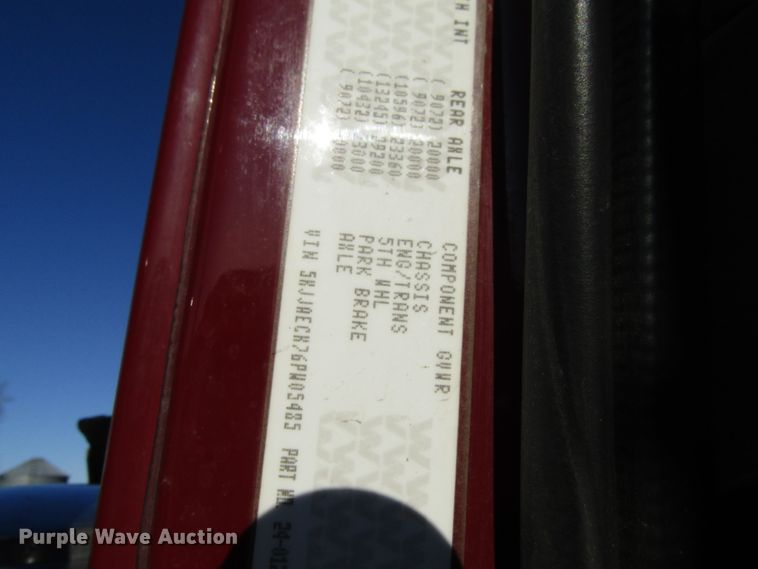 REAR AXLE
( 9072) 20000
( 9072) 20000
(10596) 23360
(13245) 29200
(10432) 23000
( 9072) 20000
COMPONENT GVWR
CHASSIS
ENG/TRANS
5TH WHL
PARK BRAKE
AXLE
VIN PART
Purple Wave Auction